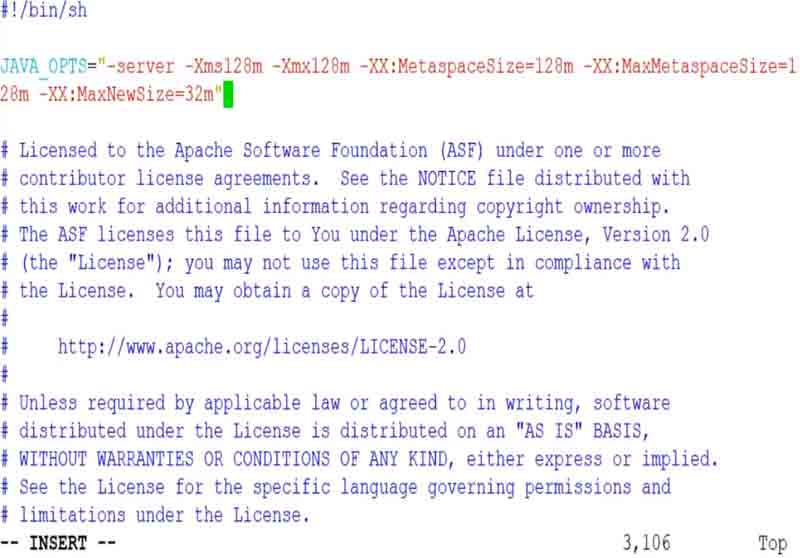 #!/bin/sh
JAVA_OPTS="-server -Xms128m -Xmx128m -XX:MetaspaceSize=128m -XX:MaxMetaspaceSize=1
28m -XX:MaxNewSize=32m"
# Licensed to the Apache Software Foundation (ASF) under one or more
# contributor license agreements.  See the NOTICE file distributed with
# this work for additional information regarding copyright ownership.
# The ASF licenses this file to You under the Apache License, Version 2.0
# (the "License"); you may not use this file except in compliance with
# the License.  You may obtain a copy of the License at
#
#     http://www.apache.org/licenses/LICENSE-2.0
#
# Unless required by applicable law or agreed to in writing, software
# distributed under the License is distributed on an "AS IS" BASIS,
# WITHOUT WARRANTIES OR CONDITIONS OF ANY KIND, either express or implied.
# See the License for the specific language governing permissions and
# limitations under the License.
-- INSERT -- 3,106 Top